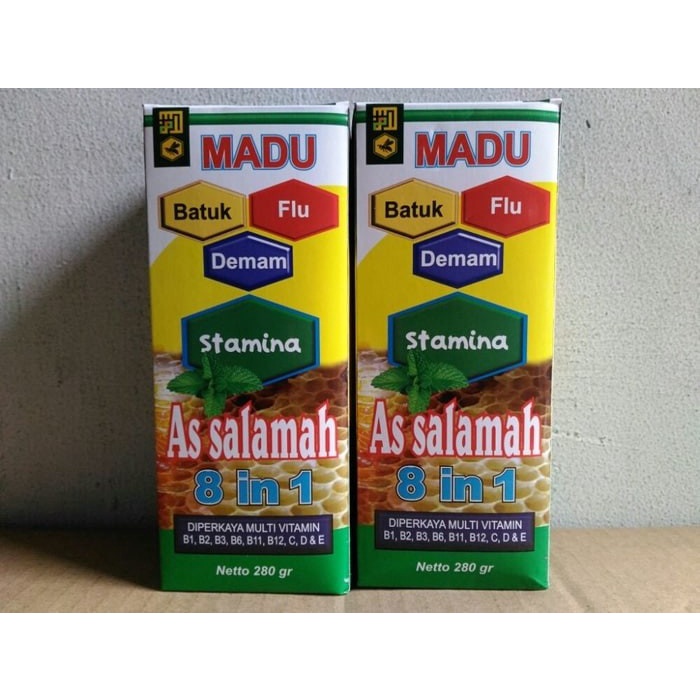 MADU
Batuk
Flu
Demam
Stamina
As salamah
8 in 1
DIPERKAYA MULTI VITAMIN
B1, B2, B3, B6, B11, B12, C, D & E
Netto 280 gr
MADU
Batuk
Flu
Demam
Stamina
As salamah
8 in 1
DIPERKAYA MULTI VITAMIN
B1, B2, B3, B6, B11, B12, C, D & E
Netto 280 gr